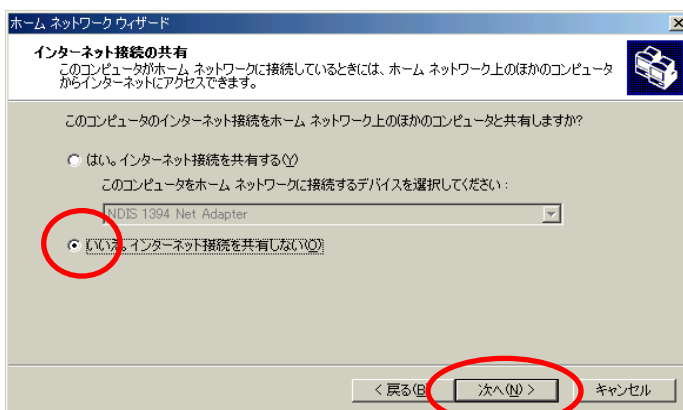 ホーム ネットワーク ウィザード
インターネット接続の共有
このコンピュータがホーム ネットワークに接続しているときには、ホーム ネットワーク上のほかのコンピュータ
からインターネットにアクセスできます。
このコンピュータのインターネット接続をホーム ネットワーク上のほかのコンピュータと共有しますか?
はい。インターネット接続を共有する(Y)
このコンピュータをホーム ネットワークに接続するデバイスを選択してください:
NDIS 1394 Net Adapter
いいえ。インターネット接続を共有しない(O)
< 戻る(B 次へ(N) > キャンセル